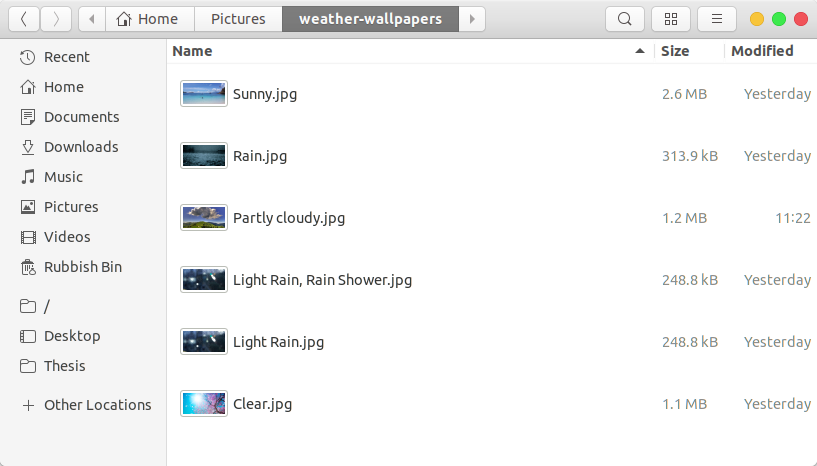 Home Pictures weather-wallpapers
Name Size Modified
Recent
Home
Documents
Downloads
Music
Pictures
Videos
Rubbish Bin
/
Desktop
Thesis
Other Locations
Sunny.jpg 2.6 MB Yesterday
Rain.jpg 313.9 kB Yesterday
Partly cloudy.jpg 1.2 MB 11:22
Light Rain, Rain Shower.jpg 248.8 kB Yesterday
Light Rain.jpg 248.8 kB Yesterday
Clear.jpg 1.1 MB Yesterday